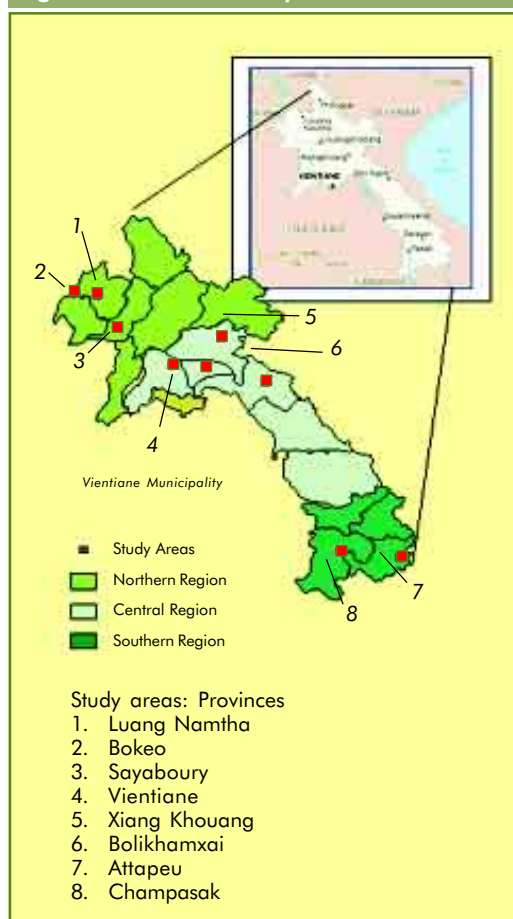 VIENTIANE
1
2
3
5
6
4
Vientiane Municipality
Study Areas
Northern Region
Central Region
Southern Region
7
8
Study areas: Provinces
1. Luang Namtha
2. Bokeo
3. Sayaboury
4. Vientiane
5. Xiang Khouang
6. Bolikhamxai
7. Attapeu
8. Champasak